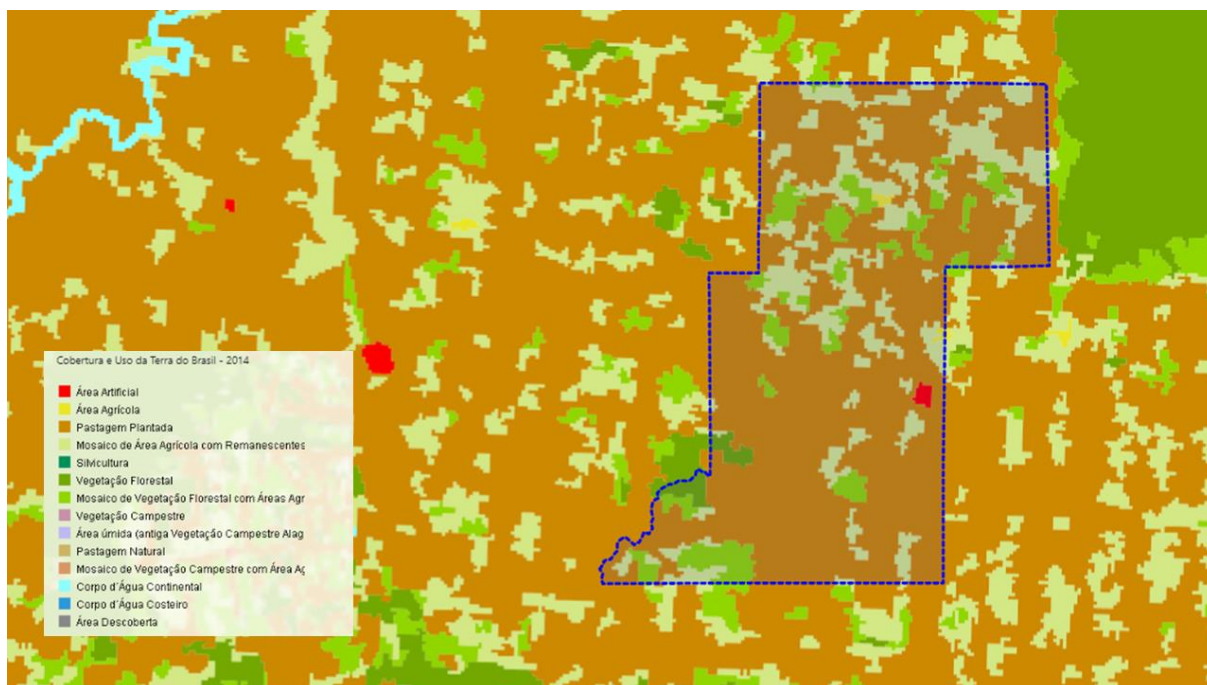 Cobertura e Uso da Terra do Brasil - 2014
Área Artificial
Área Agrícola
Pastagem Plantada
Mosaico de Área Agrícola com Remanescentes
Silvicultura
Vegetação Florestal
Mosaico de Vegetação Florestal com Áreas Agr
Vegetação Campestre
Área úmida (antiga Vegetação Campestre Alag
Pastagem Natural
Mosaico de Vegetação Campestre com Área Aç
Corpo d´Água Continental
Corpo d´Água Costeiro
Área Descoberta